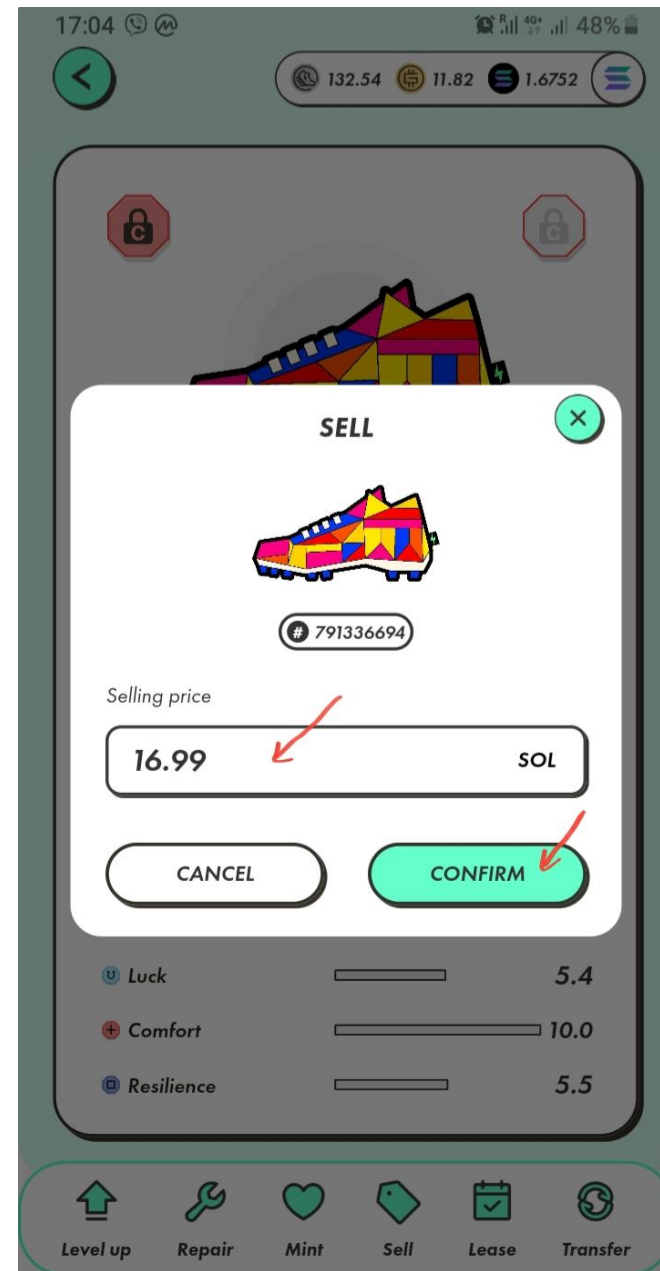 17:04 R 4G+ 48%
132.54 11.82 1.6752
C C
SELL
# 791336694
Selling price
16.99 SOL
CANCEL CONFIRM
Luck 5.4
Comfort 10.0
Resilience 5.5
Level up Repair Mint Sell Lease Transfer